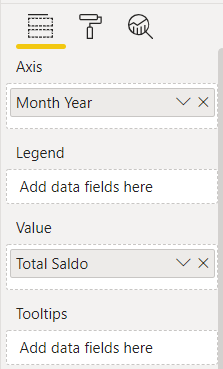 Axis
Month Year
Legend
Add data fields here
Value
Total Saldo
Tooltips
Add data fields here